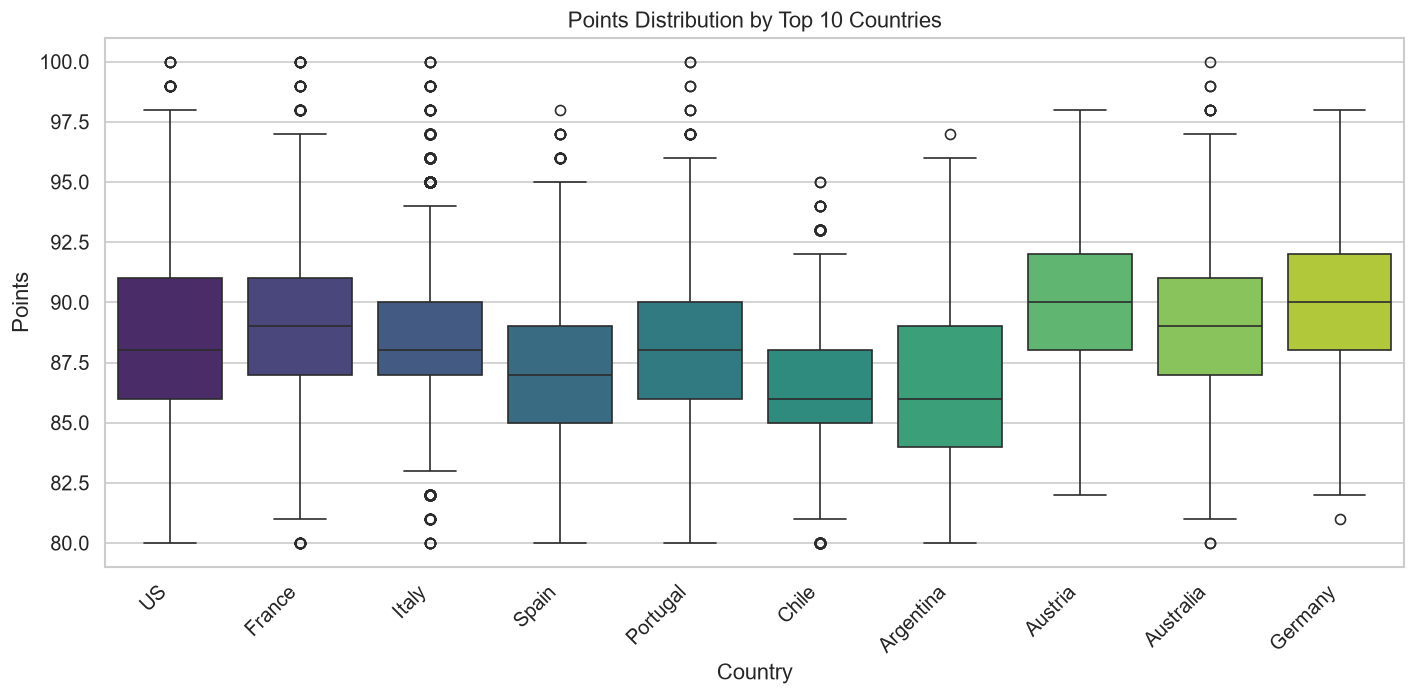 Points Distribution by Top 10 Countries
100.0
97.5
95.0
92.5
90.0
87.5
85.0
82.5
80.0
Points
US
France
Italy
Spain
Portugal
Chile
Argentina
Austria
Australia
Germany
Country